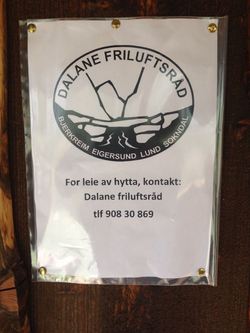 DALANE FRILUFTSRÅD
BJERKREIM EIGERSUND LUND SOKNDAL
For leie av hytta, kontakt:
Dalane friluftsråd
tlf 908 30 869